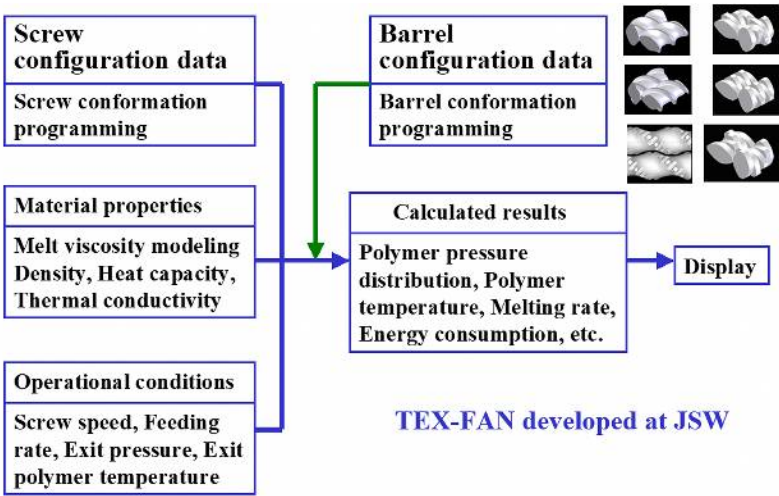 Screw
configuration data
Screw conformation
programming
Barrel
configuration data
Barrel conformation
programming
Material properties
Melt viscosity modeling
Density, Heat capacity,
Thermal conductivity
Calculated results
Polymer pressure
distribution, Polymer
temperature, Melting rate,
Energy consumption, etc.
Display
Operational conditions
Screw speed, Feeding
rate, Exit pressure, Exit
polymer temperature
TEX-FAN developed at JSW